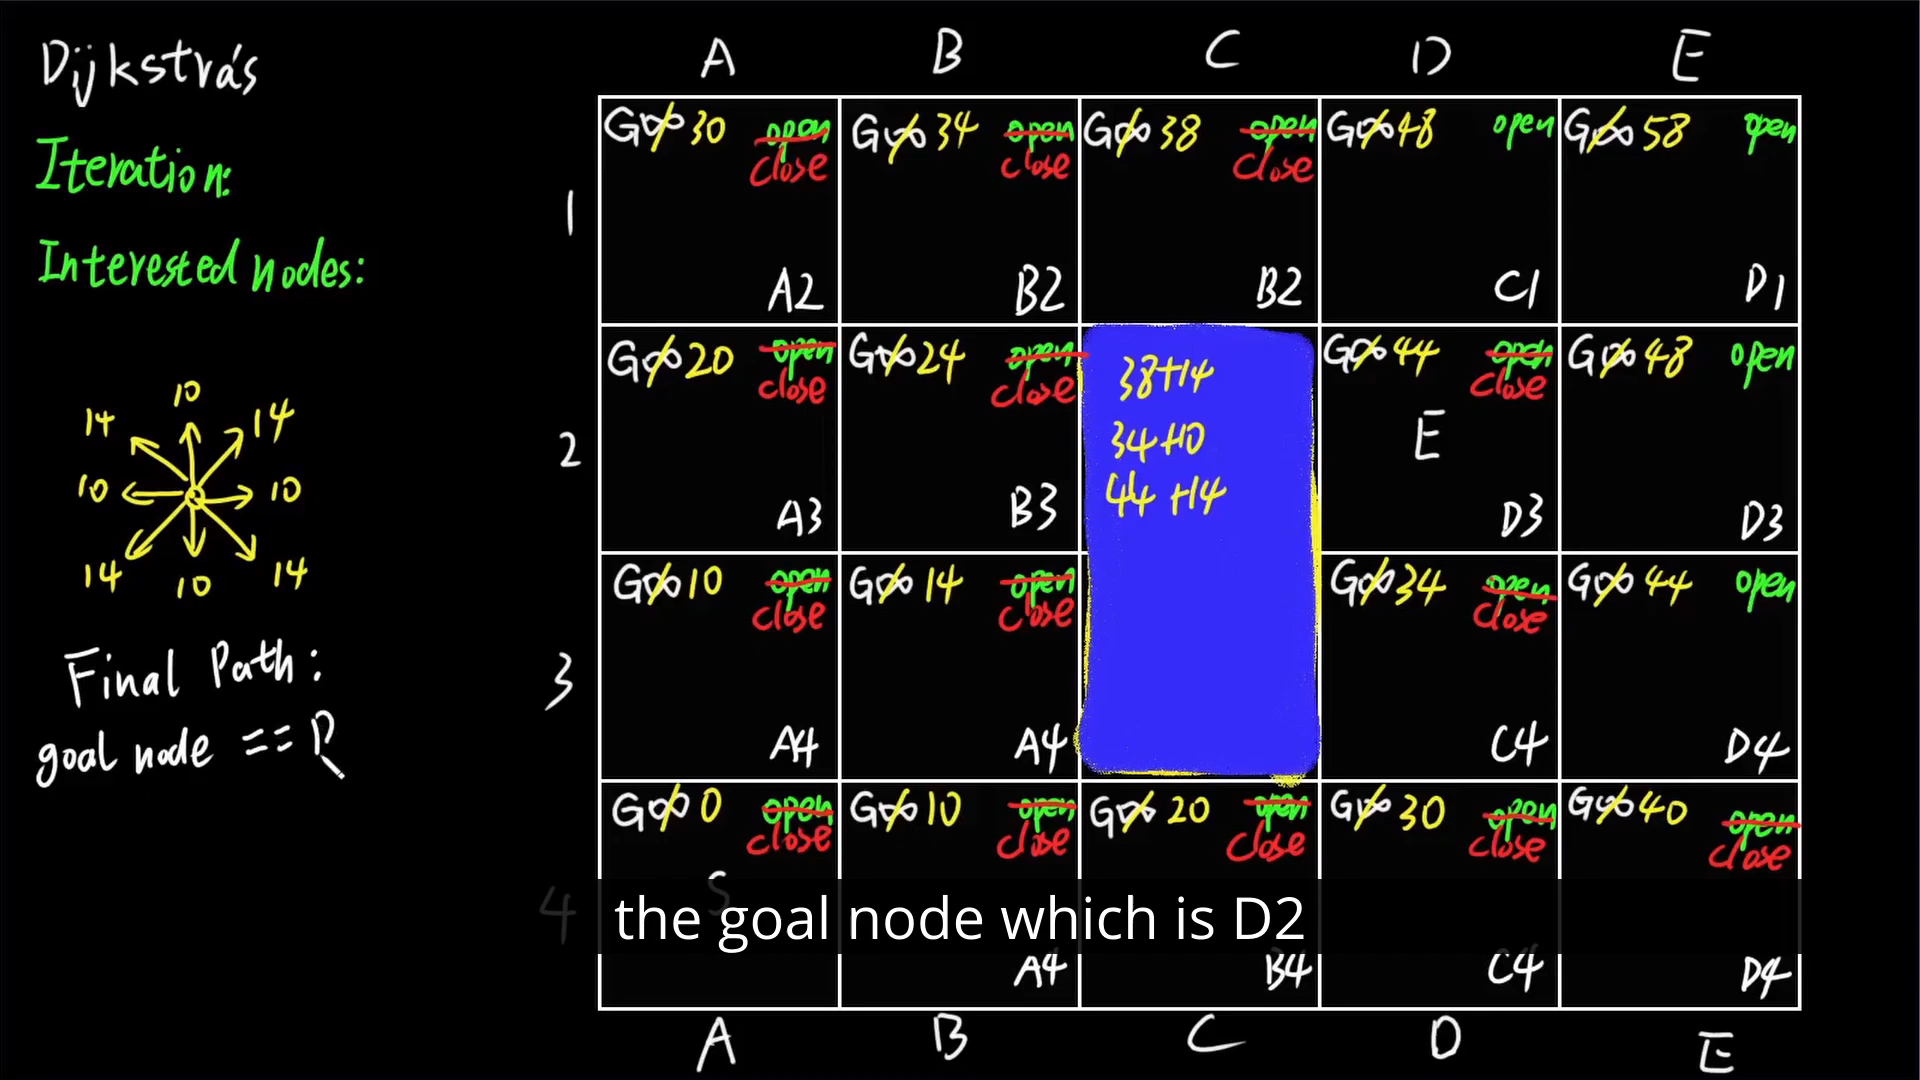 Dijkstra's
Iteration:
Interested nodes:
10
14 14
10 10
14 10 14
Final Path:
goal node == D
A B C D E
1
G∞ 30 open close A2
G∞ 34 open close B2
G∞ 38 open close B2
G∞ 48 open C1
G∞ 58 open D1
2
G∞ 20 open close A3
G∞ 24 open close B3
38+14
34+10
44+14
G∞ 44 open close E D3
G∞ 48 open D3
3
G∞ 10 open close A4
G∞ 14 open close A4
G∞ 34 open close C4
G∞ 44 open D4
4
G∞ 0 open close S
G∞ 10 open close A4
G∞ 20 open close B4
G∞ 30 open close C4
G∞ 40 open close D4
the goal node which is D2
A B C D E